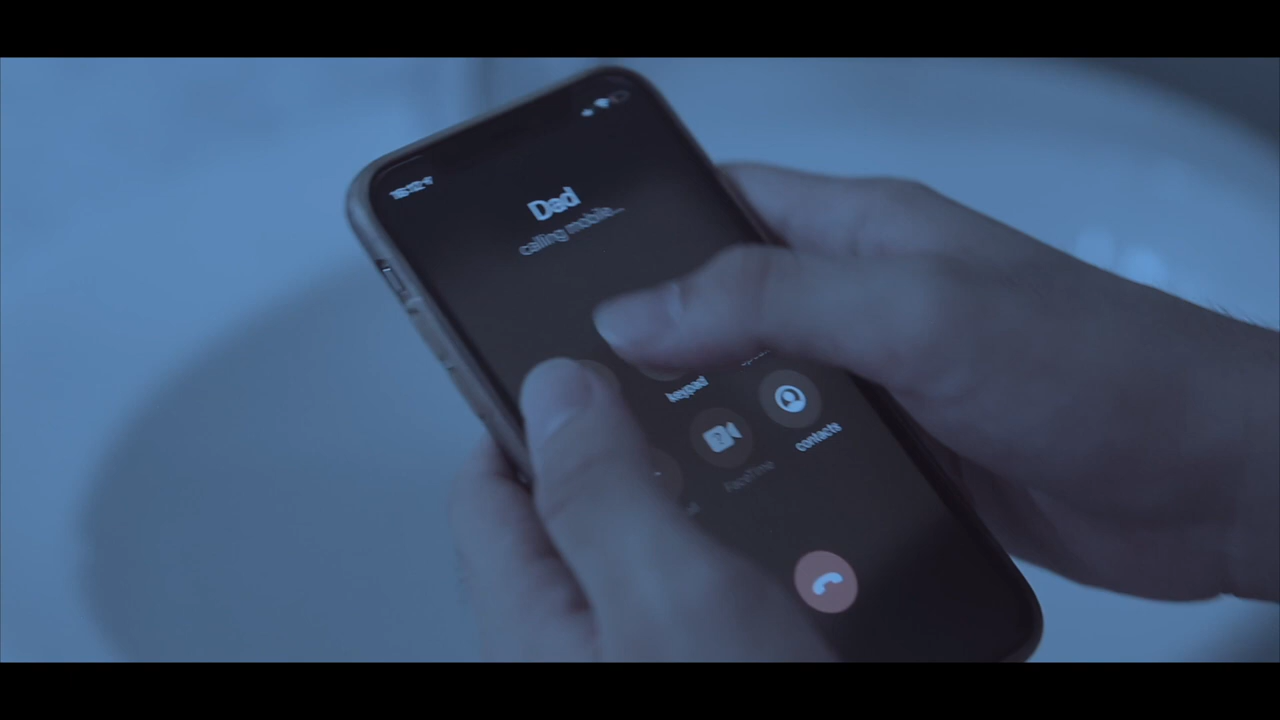 Dad
calling mobile...
keypad
contacts
FaceTime